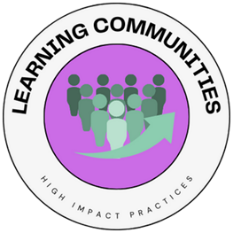 LEARNING COMMUNITIES
HIGH IMPACT PRACTICES